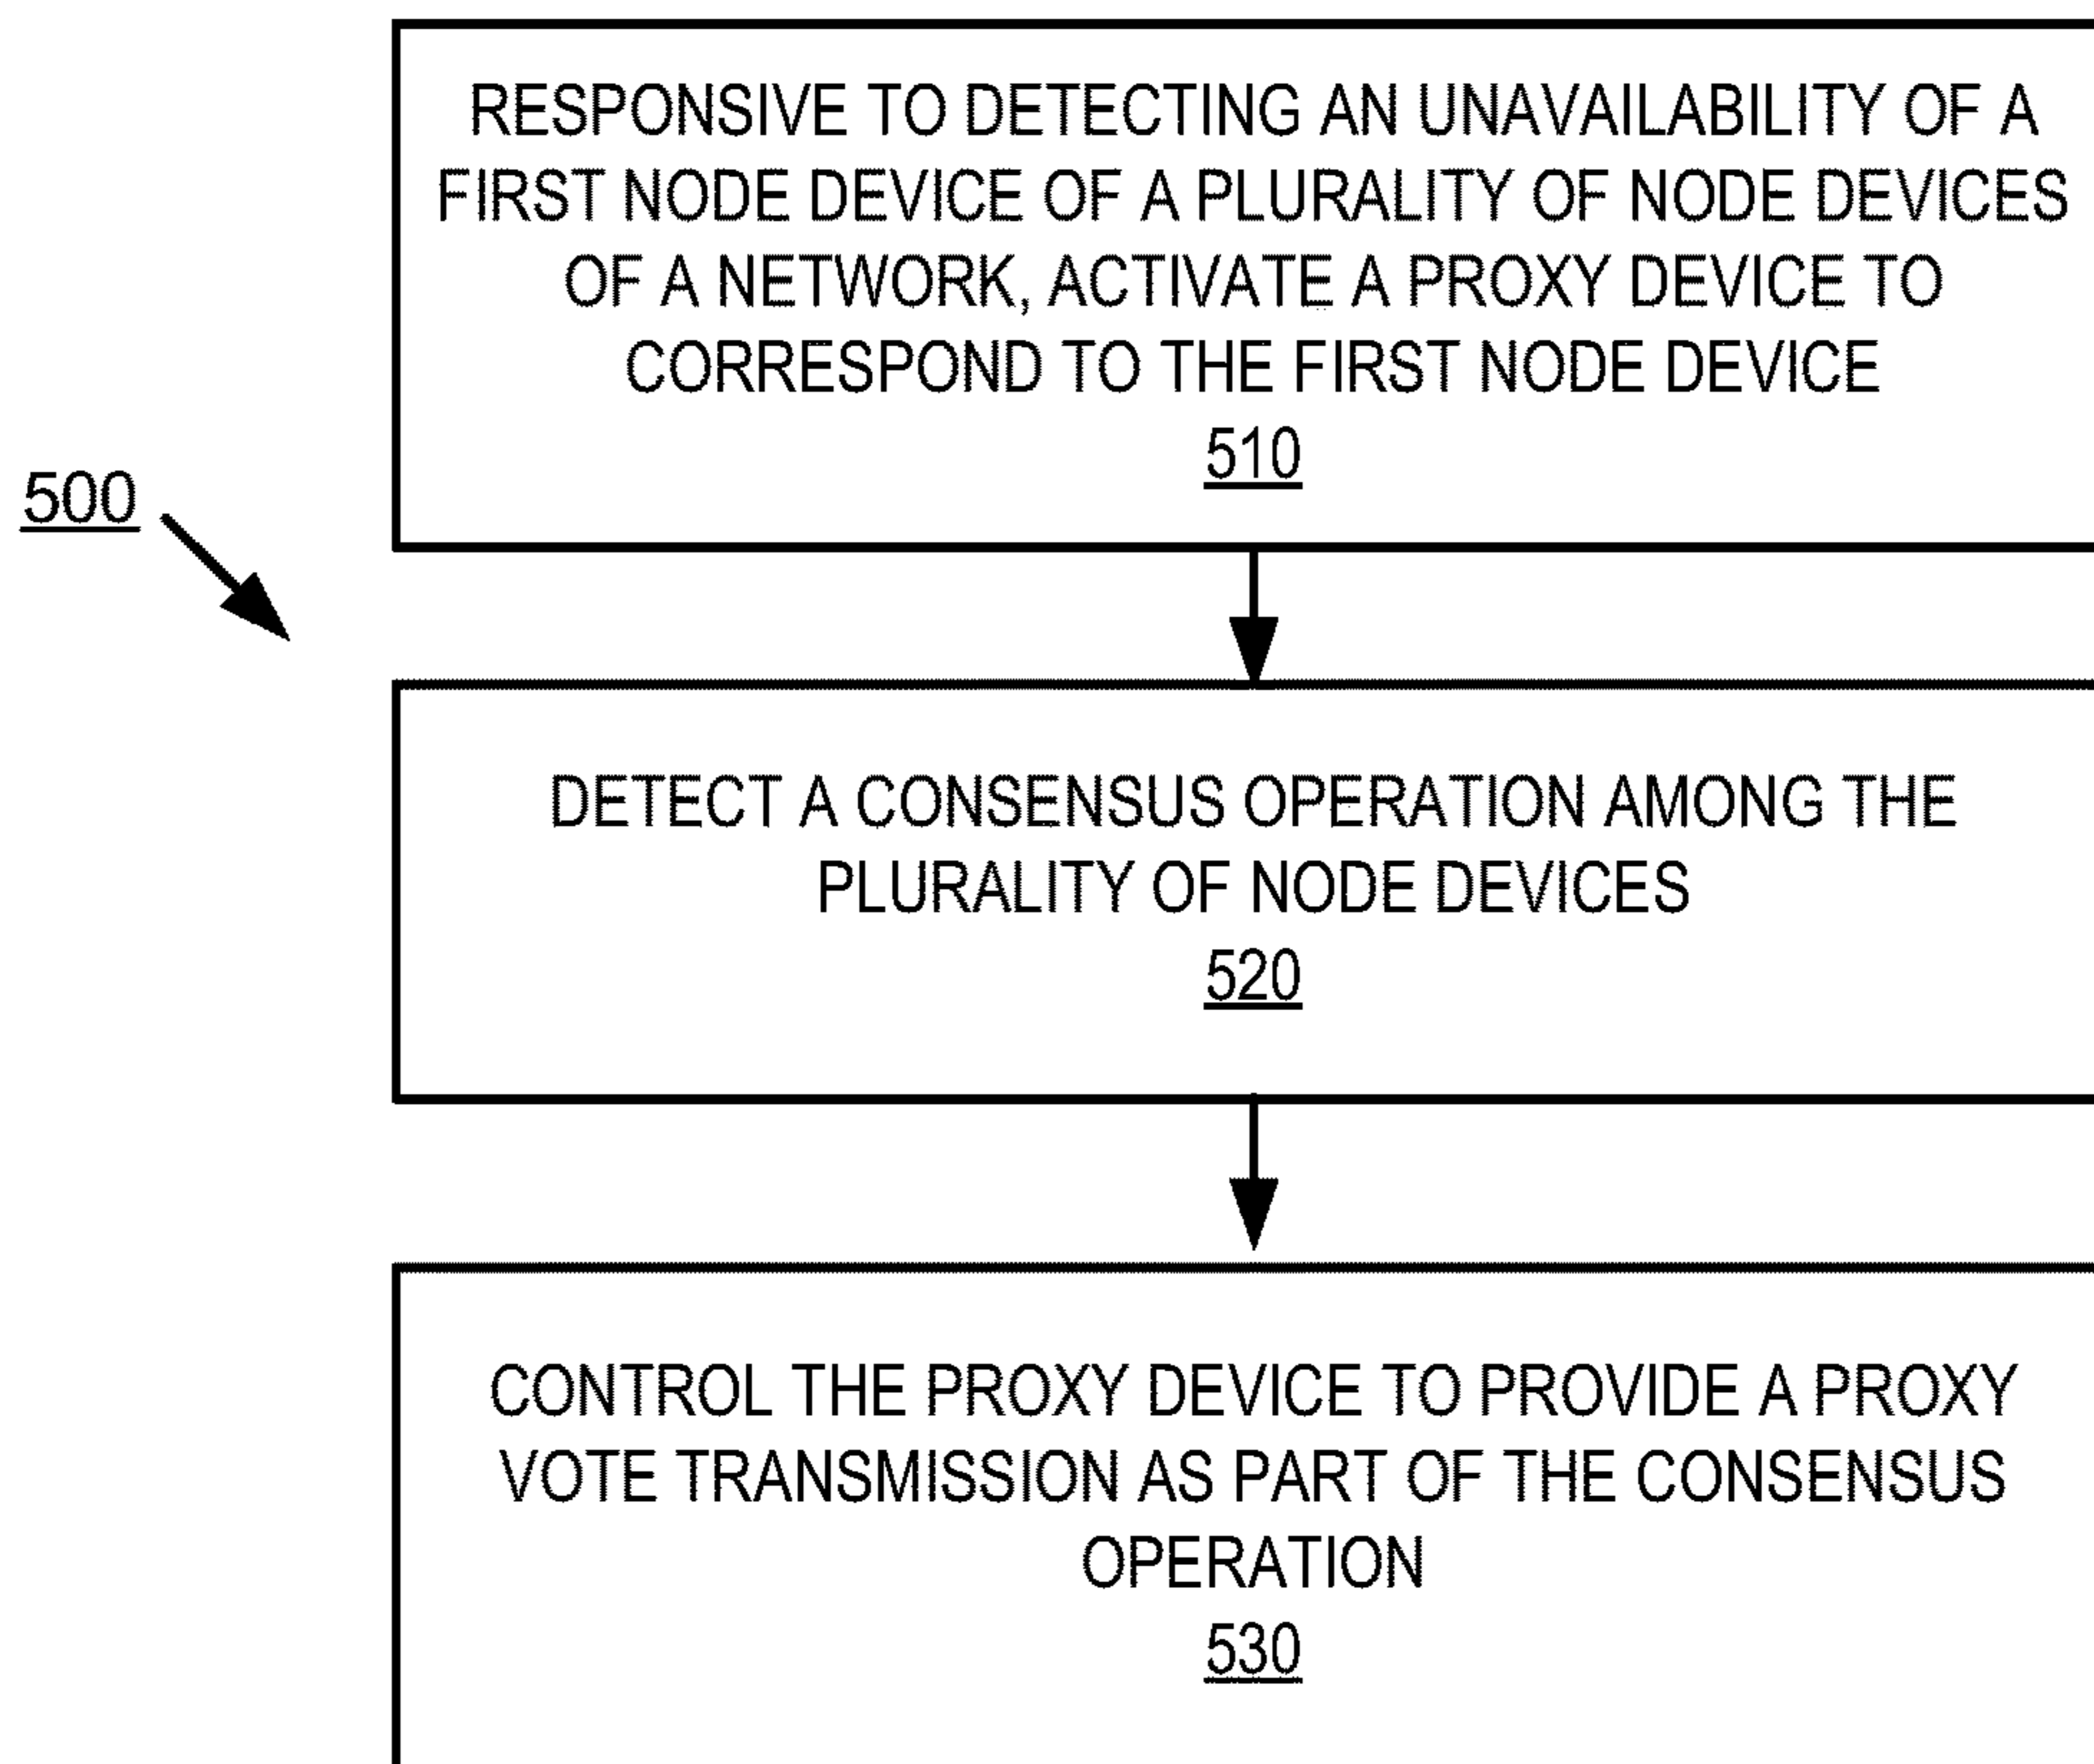 RESPONSIVE TO DETECTING AN UNAVAILABILITY OF A
FIRST NODE DEVICE OF A PLURALITY OF NODE DEVICES
OF A NETWORK, ACTIVATE A PROXY DEVICE TO
CORRESPOND TO THE FIRST NODE DEVICE
510
500
DETECT A CONSENSUS OPERATION AMONG THE
PLURALITY OF NODE DEVICES
520
CONTROL THE PROXY DEVICE TO PROVIDE A PROXY
VOTE TRANSMISSION AS PART OF THE CONSENSUS
OPERATION
530